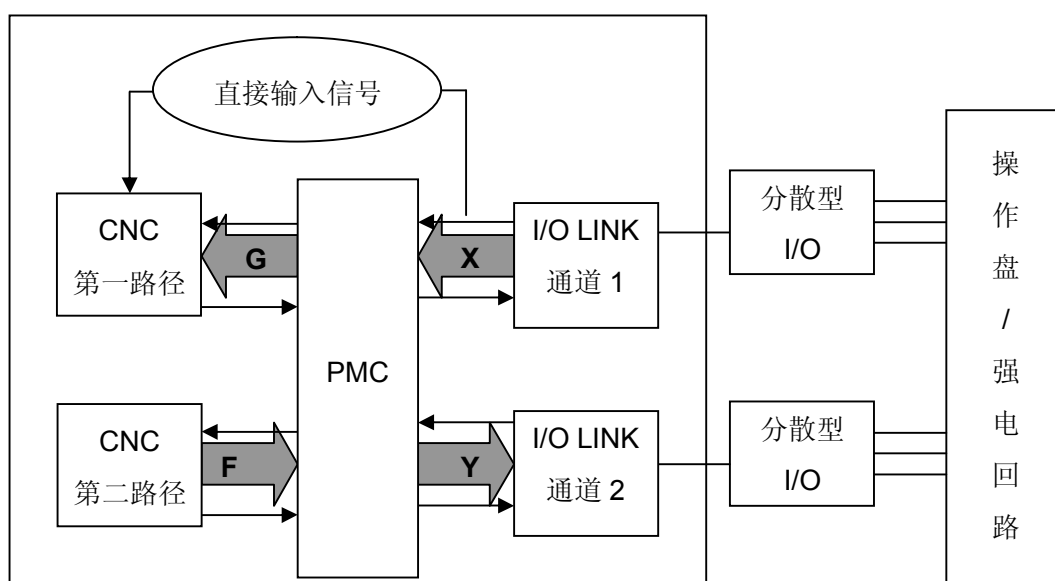 直接输入信号
CNC
第一路径
G
PMC
X
I/O LINK
通道 1
分散型
I/O
CNC
第二路径
F
Y
I/O LINK
通道 2
分散型
I/O
操
作
盘
/
强
电
回
路